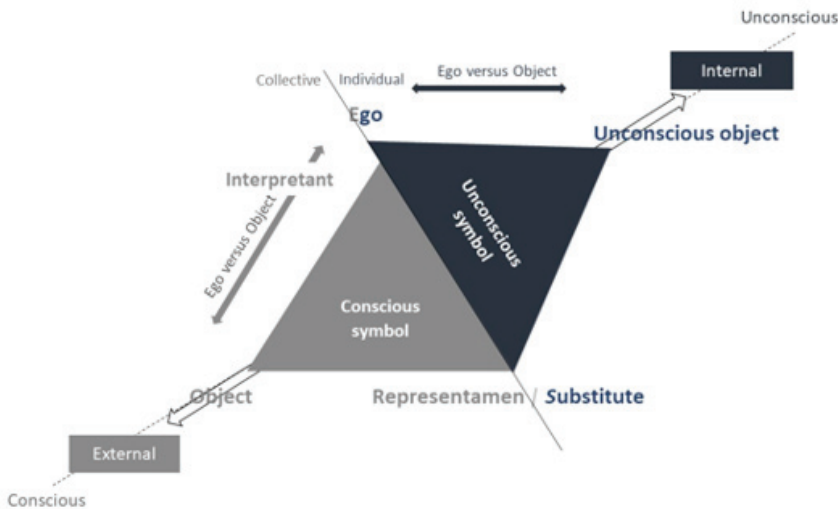 Unconscious
Internal
Collective Individual Ego versus Object
Ego
Unconscious object
Interpretant
Ego versus Object
Unconscious
symbol
Conscious
symbol
Object
Representamen / Substitute
External
Conscious